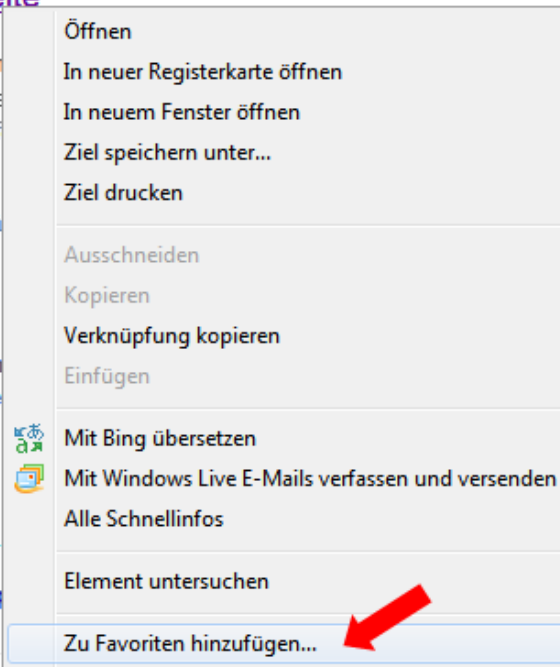 Öffnen
In neuer Registerkarte öffnen
In neuem Fenster öffnen
Ziel speichern unter...
Ziel drucken
Ausschneiden
Kopieren
Verknüpfung kopieren
Einfügen
Mit Bing übersetzen
Mit Windows Live E-Mails verfassen und versenden
Alle Schnellinfos
Element untersuchen
Zu Favoriten hinzufügen...